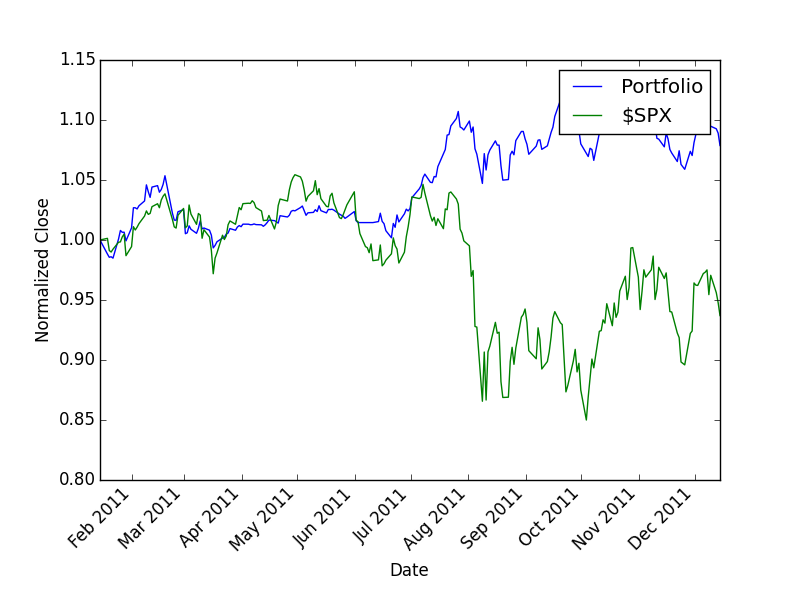 1.15
1.10
1.05
1.00
0.95
0.90
0.85
0.80
Normalized Close
Portfolio
$SPX
Feb 2011
Mar 2011
Apr 2011
May 2011
Jun 2011
Jul 2011
Aug 2011
Sep 2011
Oct 2011
Nov 2011
Dec 2011
Date